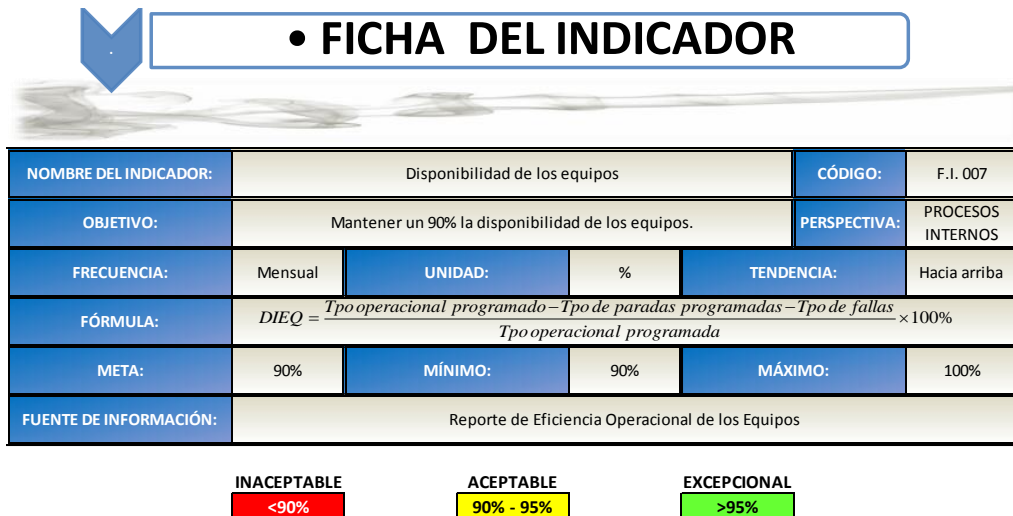 • FICHA DEL INDICADOR
NOMBRE DEL INDICADOR: Disponibilidad de los equipos CÓDIGO: F.I. 007
OBJETIVO: Mantener un 90% la disponibilidad de los equipos. PERSPECTIVA: PROCESOS INTERNOS
FRECUENCIA: Mensual UNIDAD: % TENDENCIA: Hacia arriba
FÓRMULA: DIEQ = (Tpo operacional programado – Tpo de paradas programadas – Tpo de fallas) / (Tpo operacional programada) × 100%
META: 90% MÍNIMO: 90% MÁXIMO: 100%
FUENTE DE INFORMACIÓN: Reporte de Eficiencia Operacional de los Equipos
INACEPTABLE ACEPTABLE EXCEPCIONAL
<90% 90% - 95% >95%